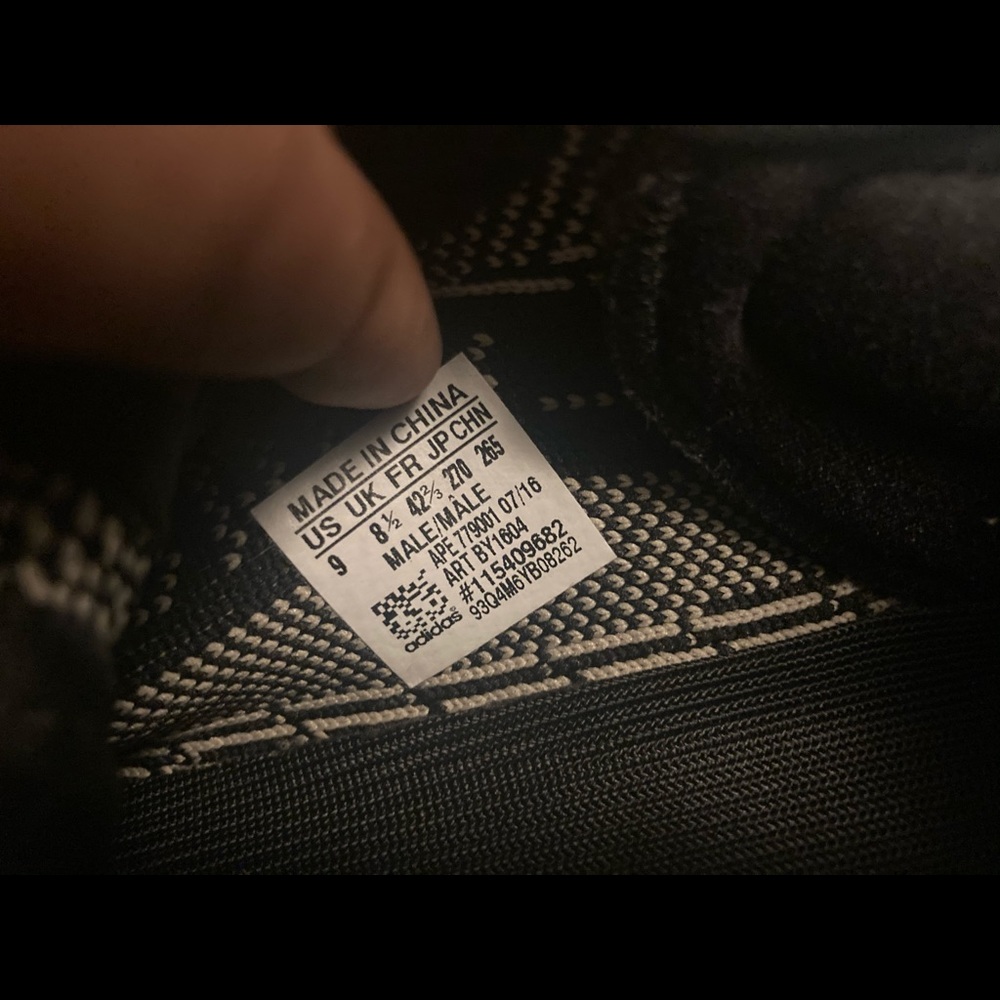 MADE IN CHINA
US UK FR JP CHN
9 8½ 42⅔ 270 265
MALE/MÂLE
APE 779001 07/16
ART BY1604
#115409682
93Q4M6YB08262
adidas®